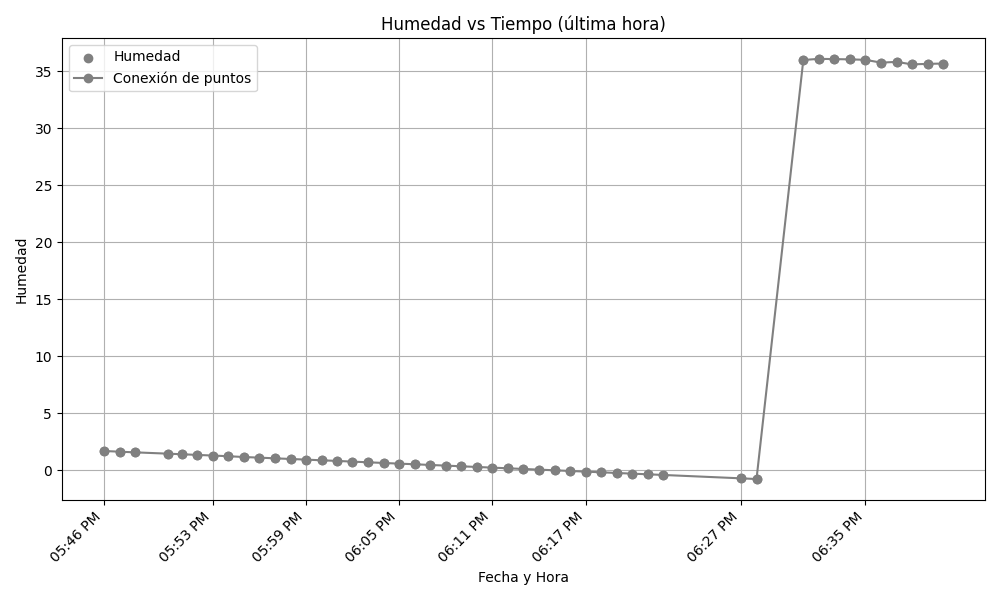 Humedad vs Tiempo (última hora)
Humedad
Conexión de puntos
35
30
25
20
15
10
5
0
Humedad
05:46 PM
05:53 PM
05:59 PM
06:05 PM
06:11 PM
06:17 PM
06:27 PM
06:35 PM
Fecha y Hora